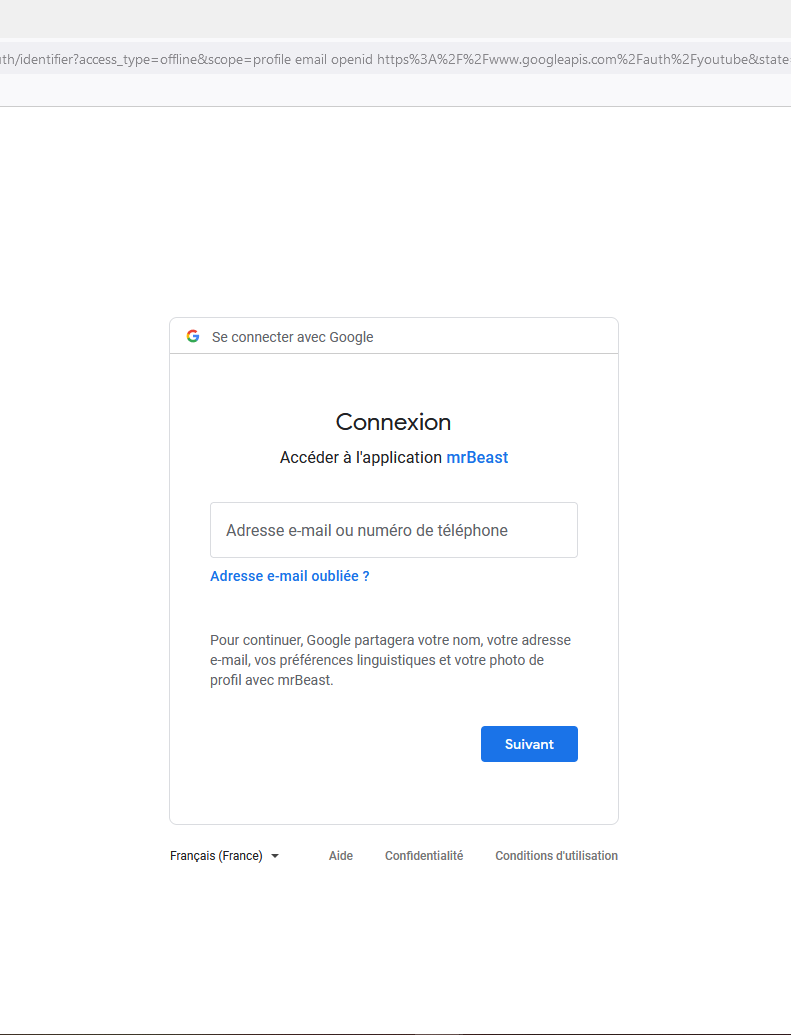 th/identifier?access_type=offline&scope=profile email openid https%3A%2F%2Fwww.googleapis.com%2Fauth%2Fyoutube&state
Se connecter avec Google
Connexion
Accéder à l'application mrBeast
Adresse e-mail ou numéro de téléphone
Adresse e-mail oubliée ?
Pour continuer, Google partagera votre nom, votre adresse
e-mail, vos préférences linguistiques et votre photo de
profil avec mrBeast.
Suivant
Français (France)
Aide
Confidentialité
Conditions d'utilisation